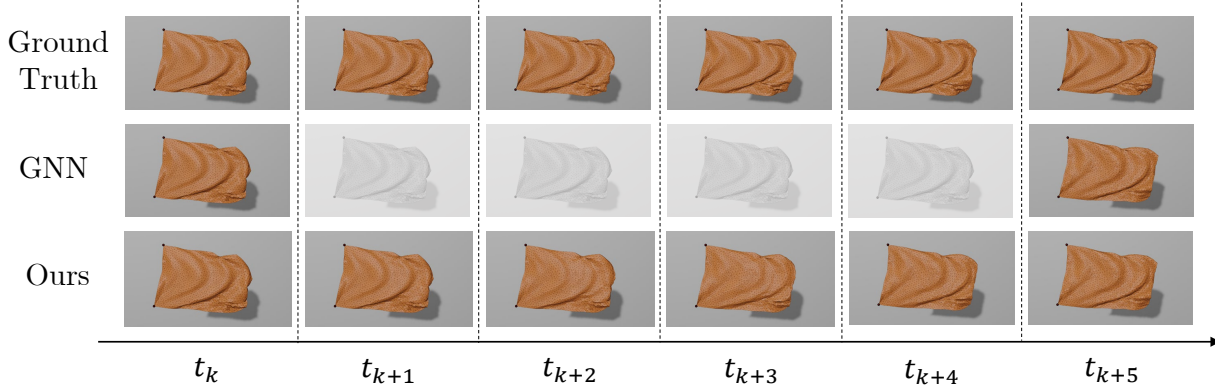 Ground
Truth
GNN
Ours
t_k
t_{k+1}
t_{k+2}
t_{k+3}
t_{k+4}
t_{k+5}